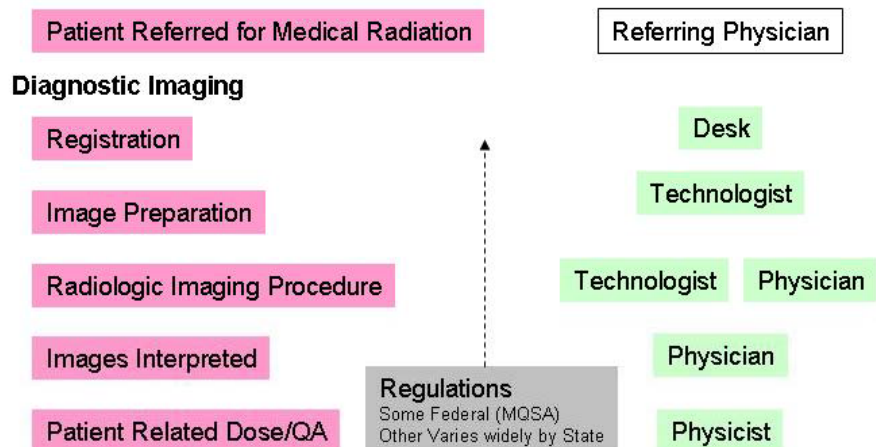 Patient Referred for Medical Radiation
Referring Physician
Diagnostic Imaging
Registration
Desk
Image Preparation
Technologist
Radiologic Imaging Procedure
Technologist
Physician
Images Interpreted
Physician
Regulations
Some Federal (MQSA)
Other Varies widely by State
Patient Related Dose/QA
Physicist